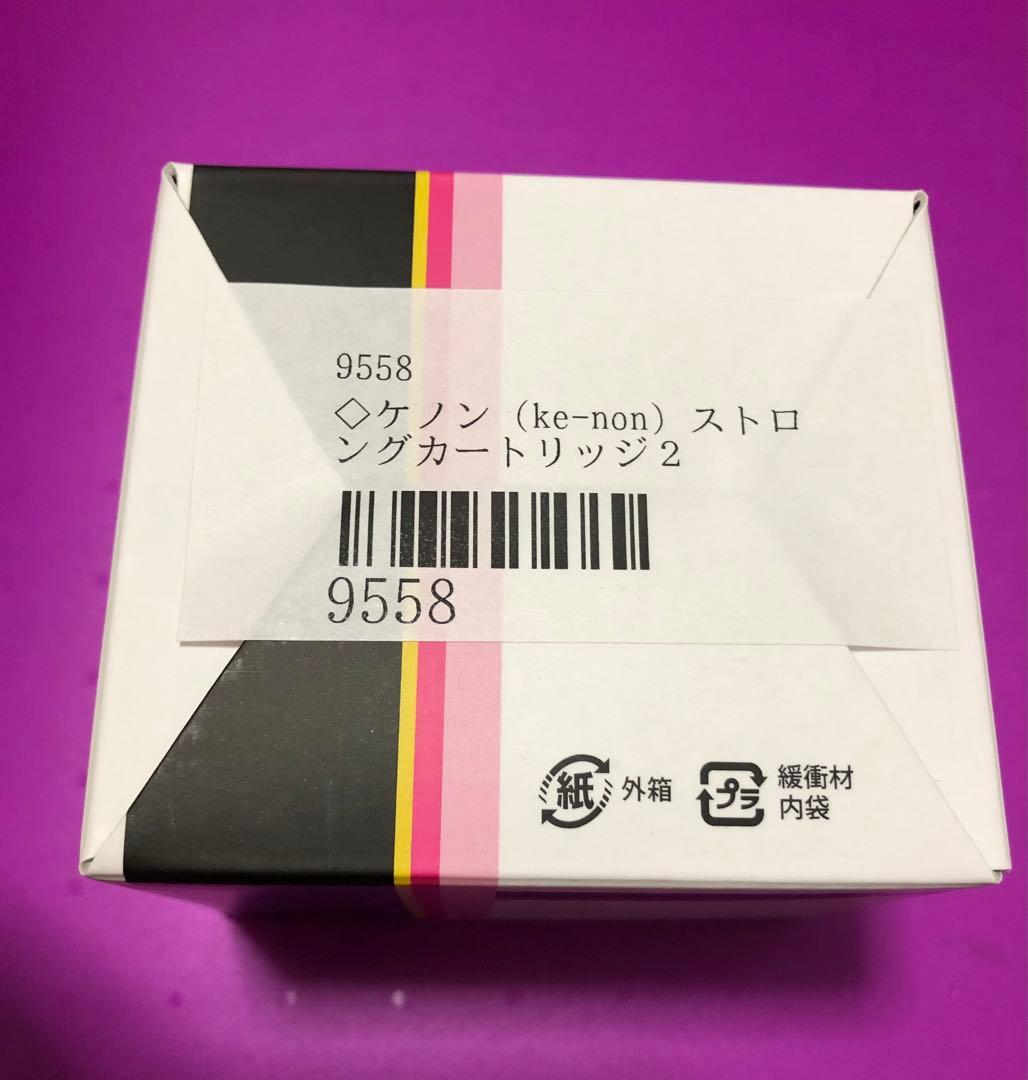 9558
◇ケノン（ke-non）ストロ
ングカートリッジ２
9558
紙 外箱
プラ 緩衝材
内袋